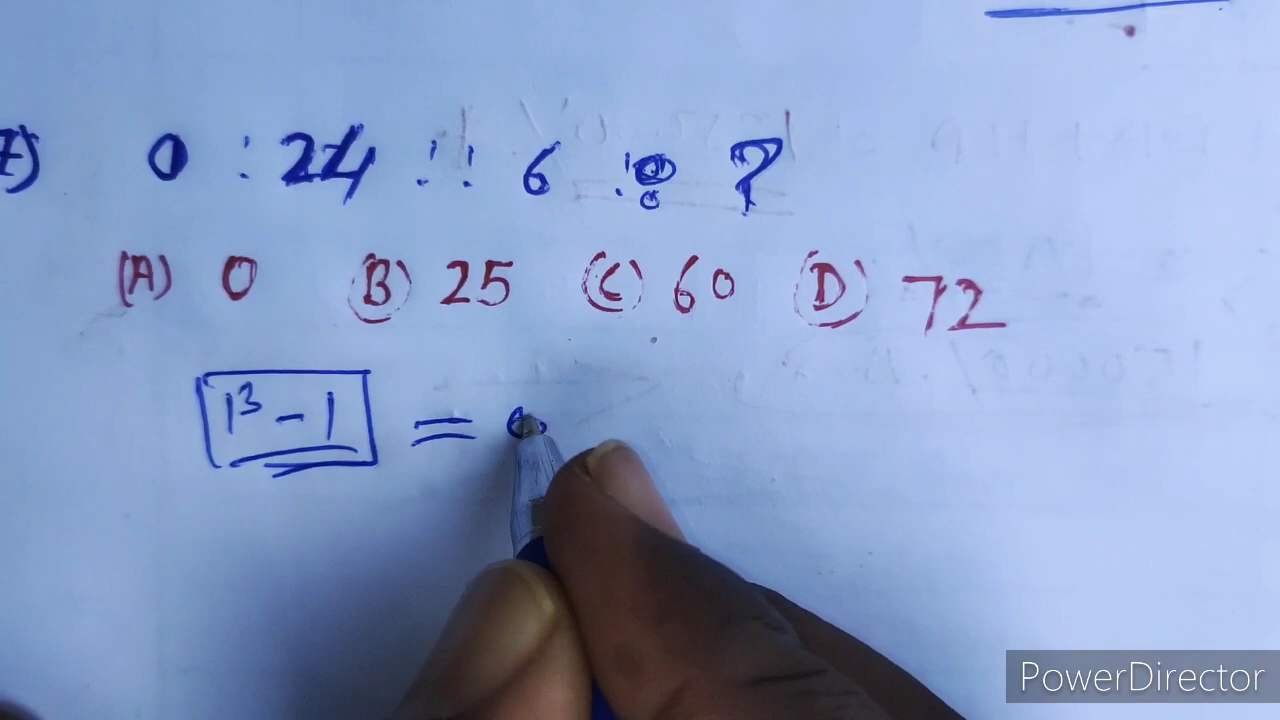 7) 0 : 24 :: 6 : ?
(A) 0 (B) 25 (C) 60 (D) 72
1³ - 1 = 0
PowerDirector